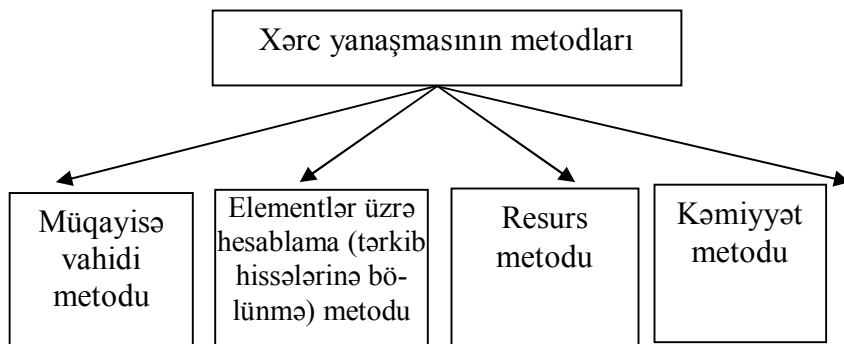 Xərc yanaşmasının metodları
Müqayisə
vahidi
metodu
Elementlər üzrə
hesablama (tərkib
hissələrinə bö-
lünmə) metodu
Resurs
metodu
Kəmiyyət
metodu